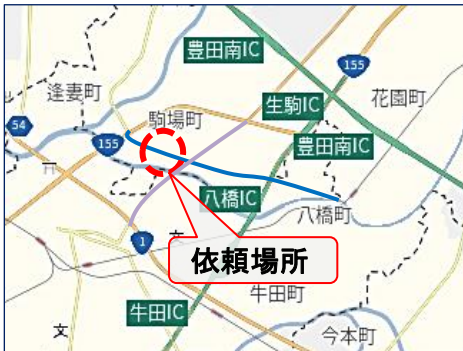 豊田南IC
155
逢妻町
花園町
生駒IC
駒場町
54
155
豊田南IC
八橋IC
八橋町
1
文
依頼場所
牛田町
牛田IC
文
今本町